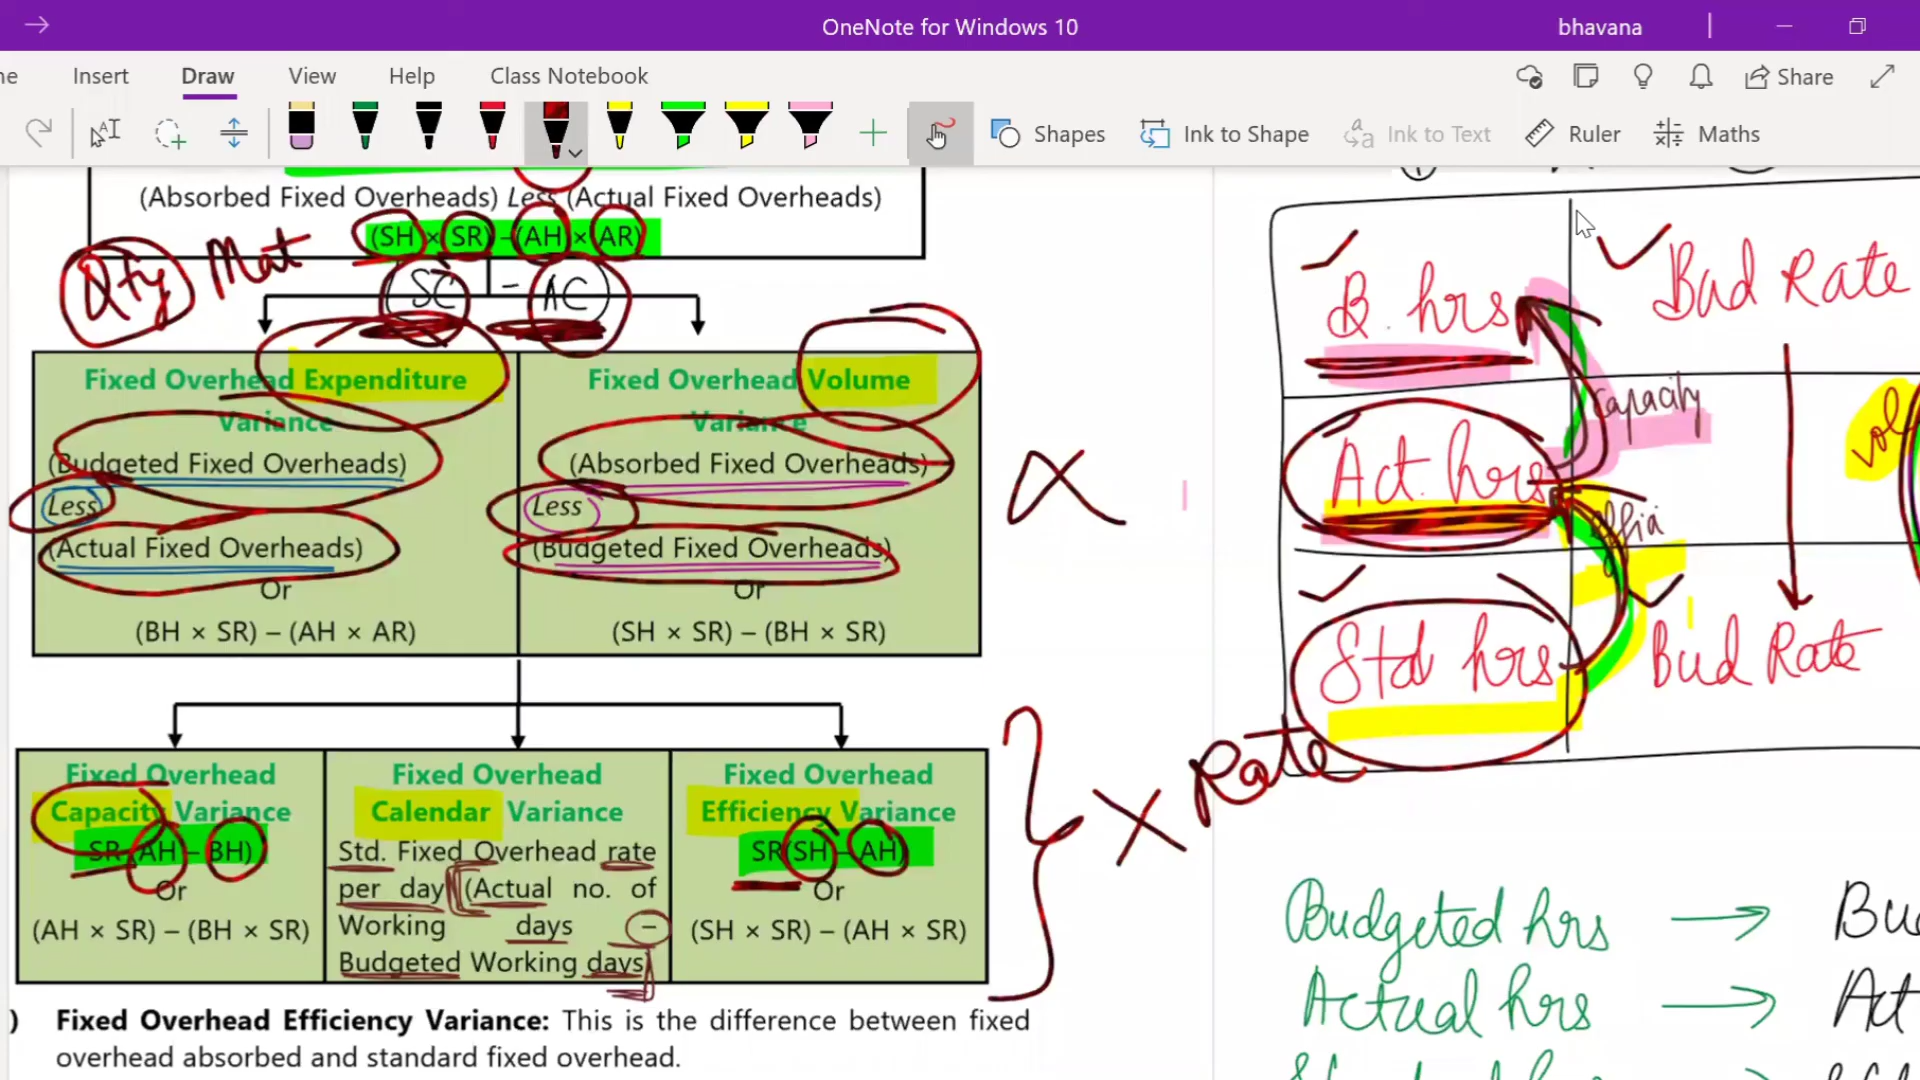 OneNote for Windows 10
bhavana
Insert Draw View Help Class Notebook
Share
Shapes Ink to Shape Ink to Text Ruler Maths
(Absorbed Fixed Overheads) Less (Actual Fixed Overheads)
(SH × SR) – (AH × AR)
Qty Mat
SC - AC
Fixed Overhead Expenditure
Variance
(Budgeted Fixed Overheads)
Less
(Actual Fixed Overheads)
Or
(BH × SR) – (AH × AR)
Fixed Overhead Volume
Variance
(Absorbed Fixed Overheads)
Less
(Budgeted Fixed Overheads)
Or
(SH × SR) – (BH × SR)
Fixed Overhead
Capacity Variance
SR (AH – BH)
Or
(AH × SR) – (BH × SR)
Fixed Overhead
Calendar Variance
Std. Fixed Overhead rate
per day (Actual no. of
Working days –
Budgeted Working days)
Fixed Overhead
Efficiency Variance
SR(SH – AH)
Or
(SH × SR) – (AH × SR)
× Rate
) Fixed Overhead Efficiency Variance: This is the difference between fixed
overhead absorbed and standard fixed overhead.
B. hrs Bud Rate
Capacity
Vol
Act. hrs
Std hrs Bud Rate
Budgeted hrs → Bu
Actual hrs → Act